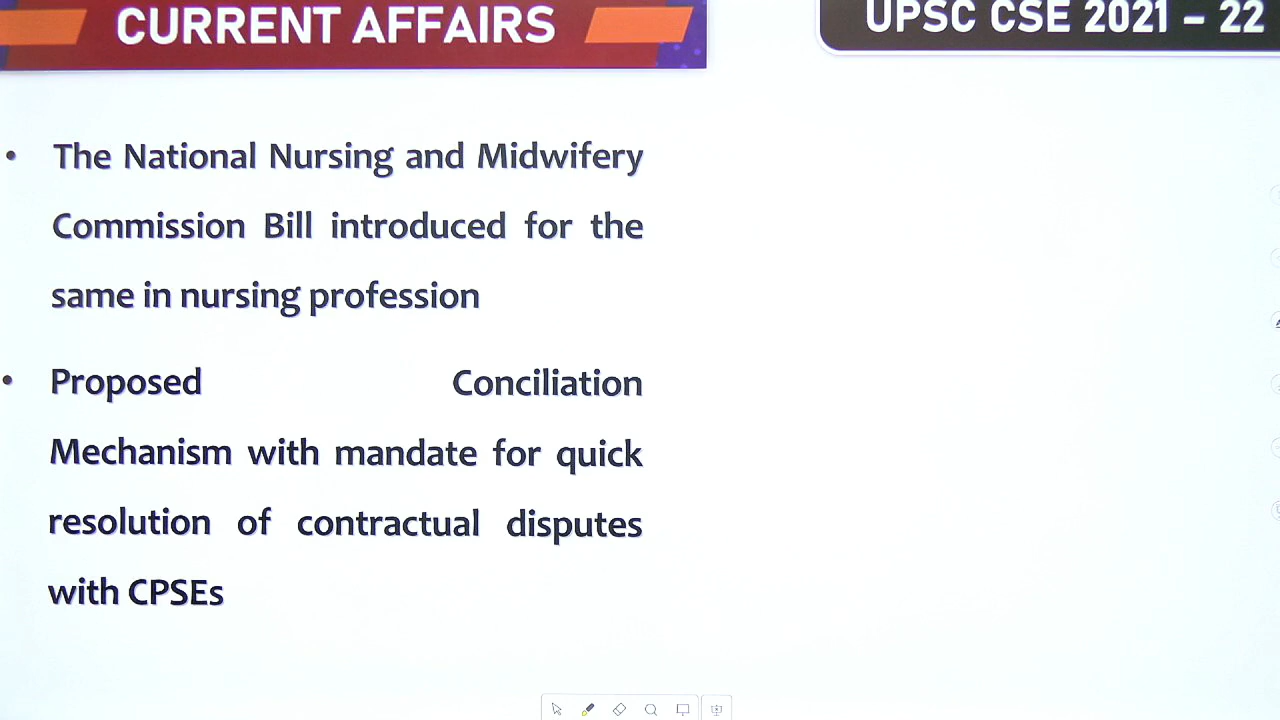 CURRENT AFFAIRS
UPSC CSE 2021 – 22
• The National Nursing and Midwifery
Commission Bill introduced for the
same in nursing profession
• Proposed Conciliation
Mechanism with mandate for quick
resolution of contractual disputes
with CPSEs